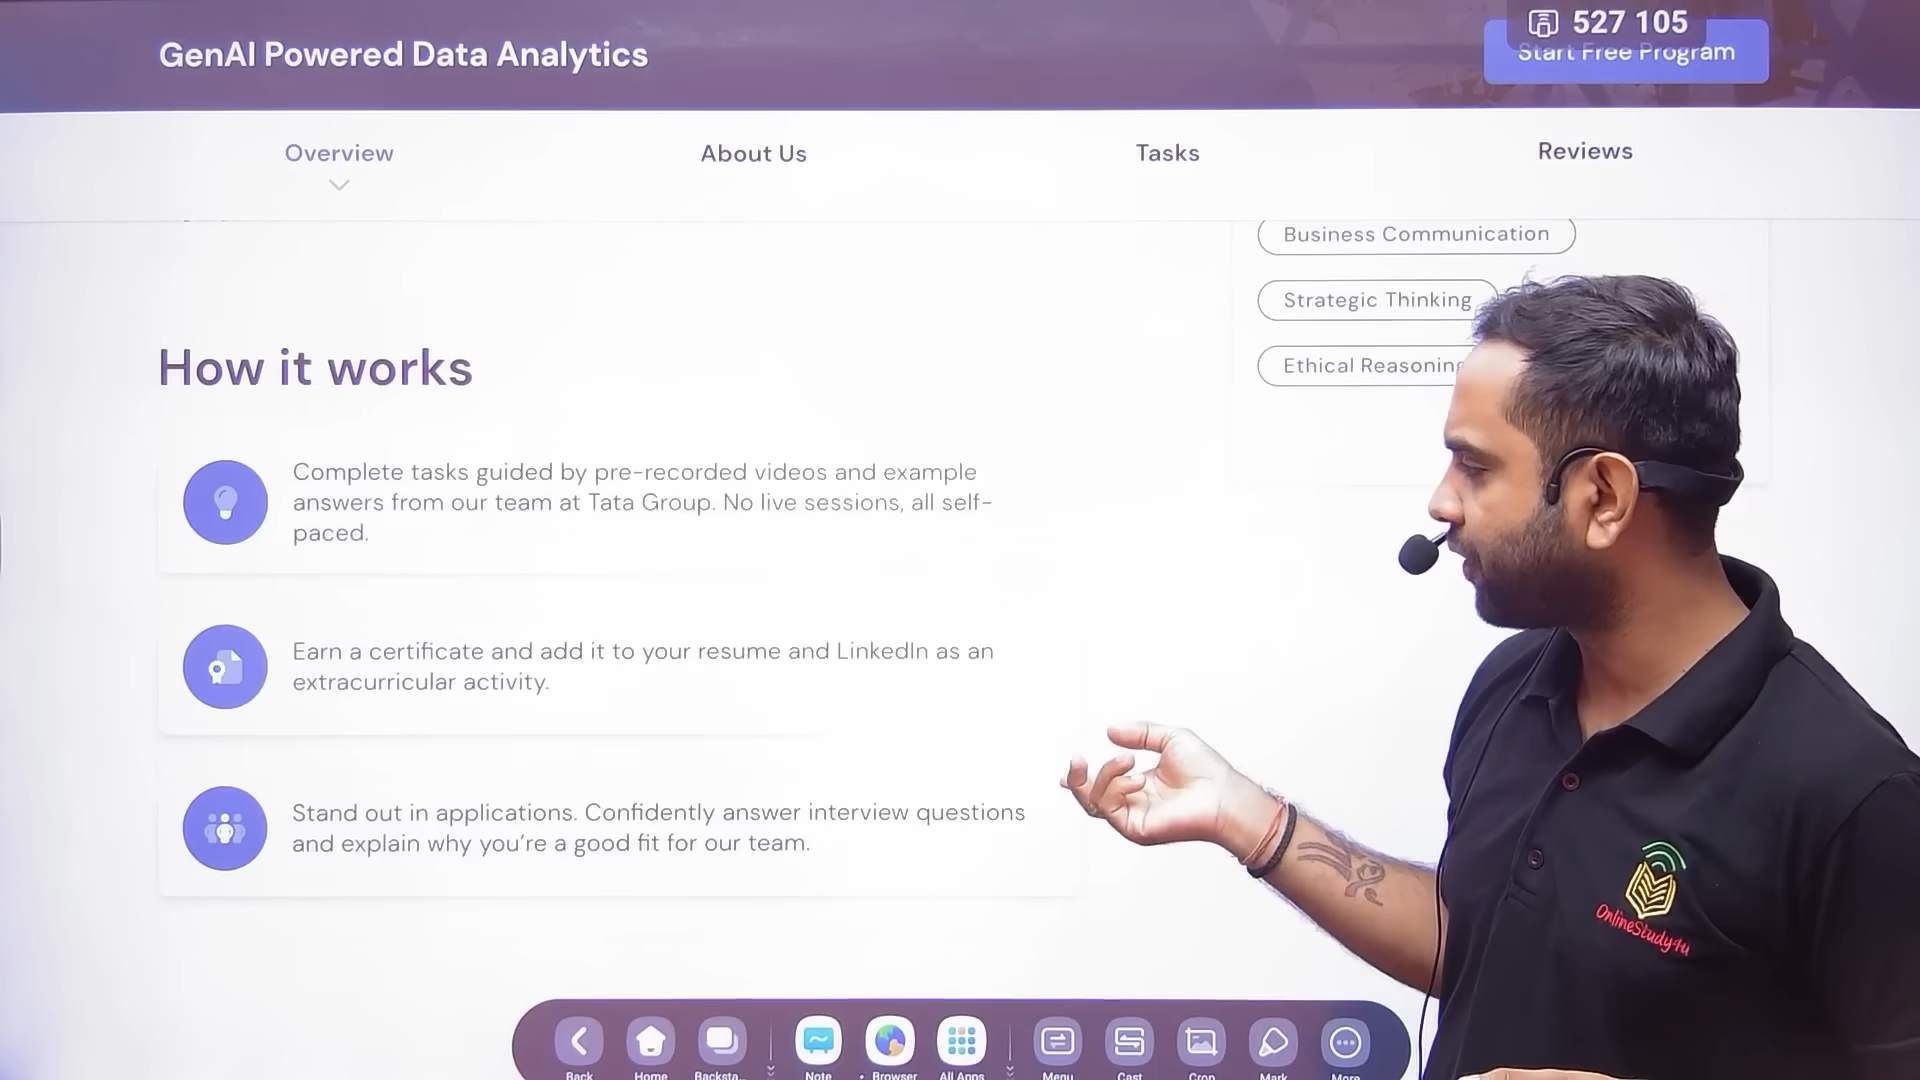 GenAI Powered Data Analytics
527 105
Start Free Program
Overview
About Us
Tasks
Reviews
Business Communication
Strategic Thinking
Ethical Reasoning
How it works
Complete tasks guided by pre-recorded videos and example
answers from our team at Tata Group. No live sessions, all self-
paced.
Earn a certificate and add it to your resume and LinkedIn as an
extracurricular activity.
Stand out in applications. Confidently answer interview questions
and explain why you're a good fit for our team.
OnlineStudy4u
Back
Home
Backsta...
Note
• Browser
All Apps
Menu
Cast
Crop
Mark
More